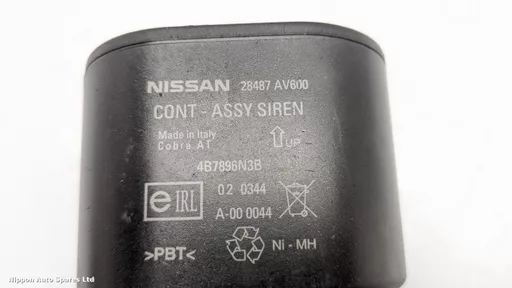 NISSAN 28487 AV600
CONT - ASSY SIREN
Made in Italy
Cobra AT
UP
4B7896N3B
e IRL
02 0344
A-00 0044
>PBT<
Ni - MH
Nippon Auto Spares Ltd